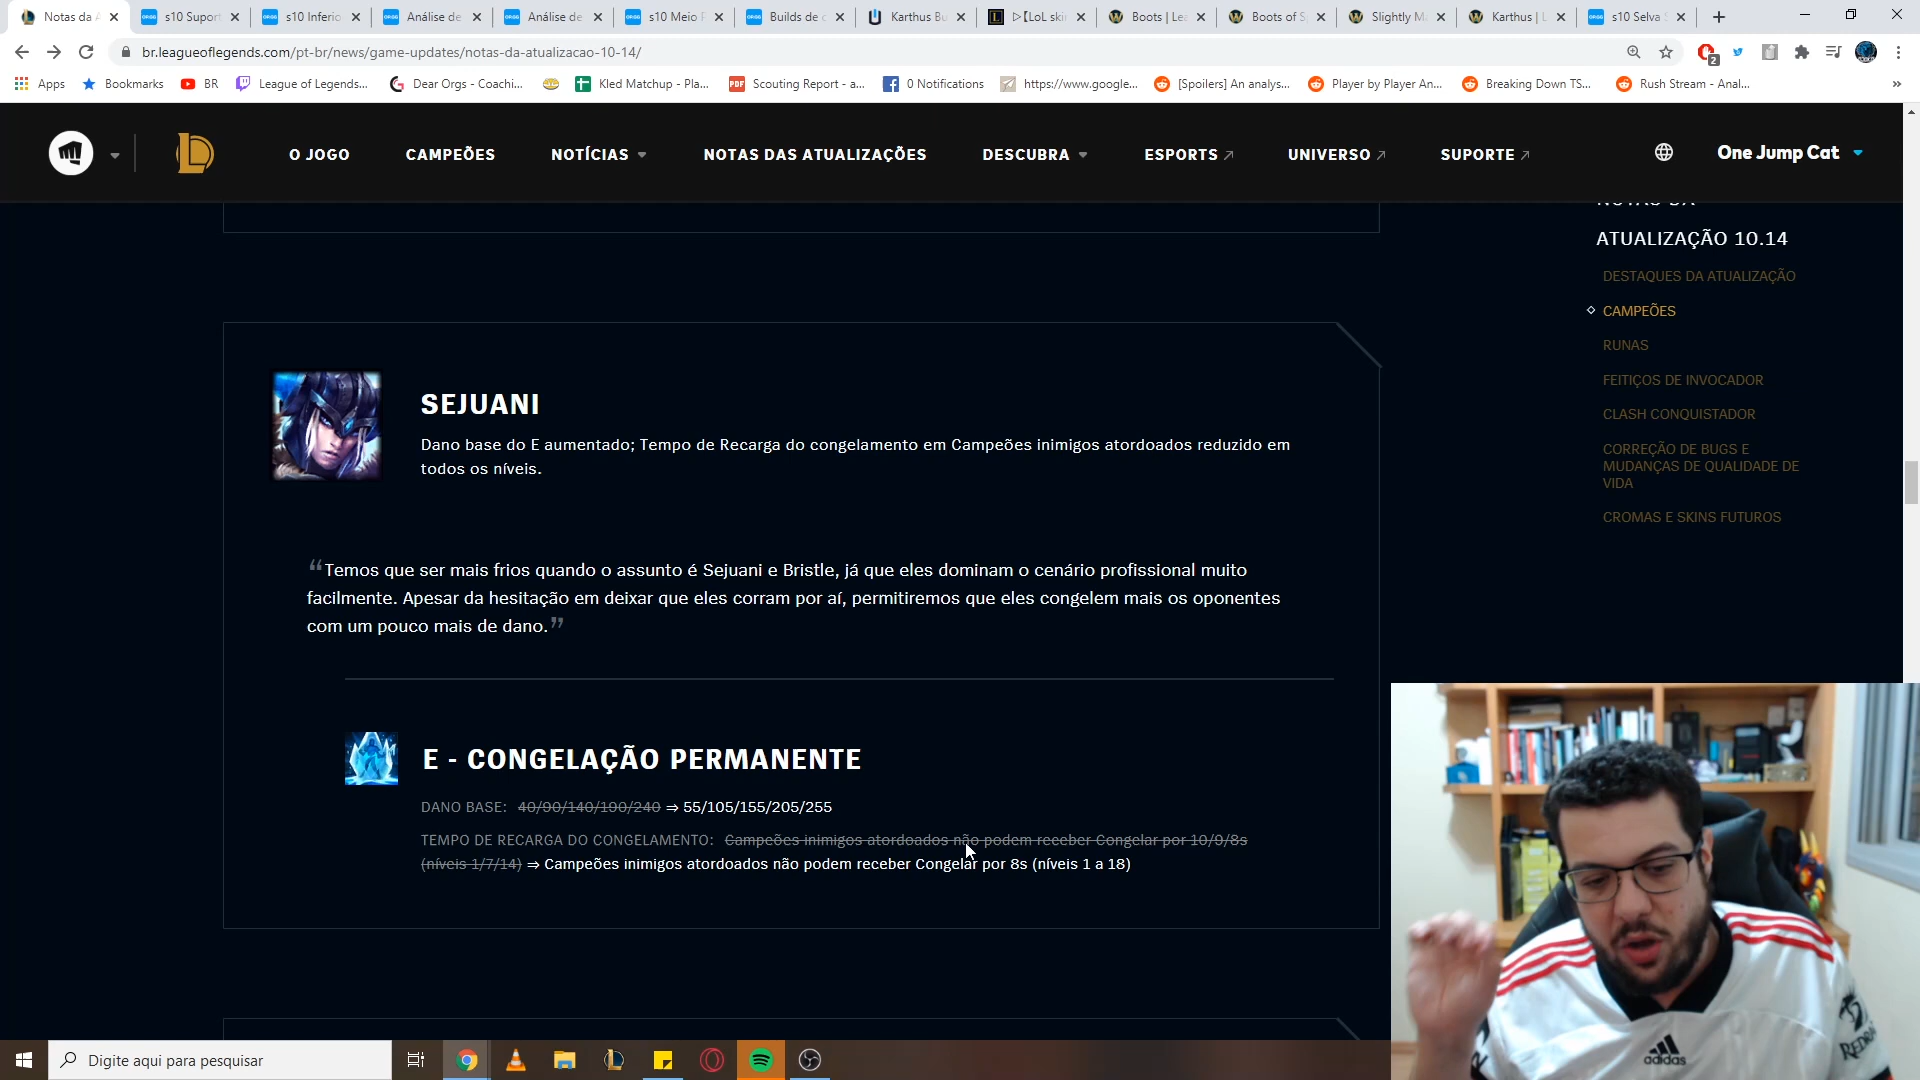 Notas da A
s10 Suport
s10 Inferio
Análise de
Análise de
s10 Meio P
Builds de c
Karthus Bu
▷【LoL ski
Boots | Lea
Boots of S
Slightly M
Karthus | L
s10 Selva S
br.leagueoflegends.com/pt-br/news/game-updates/notas-da-atualizacao-10-14/
2
Apps
Bookmarks
BR
League of Legends...
Dear Orgs - Coachi...
Kled Matchup - Pla...
Scouting Report - a...
0 Notifications
https://www.google...
[Spoilers] An analys...
Player by Player An...
Breaking Down TS...
Rush Stream - Anal...
O JOGO
CAMPEÕES
NOTÍCIAS
NOTAS DAS ATUALIZAÇÕES
DESCUBRA
ESPORTS
UNIVERSO
SUPORTE
One Jump Cat
NOTAS DA
ATUALIZAÇÃO 10.14
DESTAQUES DA ATUALIZAÇÃO
CAMPEÕES
RUNAS
FEITIÇOS DE INVOCADOR
CLASH CONQUISTADOR
CORREÇÃO DE BUGS E
MUDANÇAS DE QUALIDADE DE
VIDA
CROMAS E SKINS FUTUROS
SEJUANI
Dano base do E aumentado; Tempo de Recarga do congelamento em Campeões inimigos atordoados reduzido em
todos os níveis.
“Temos que ser mais frios quando o assunto é Sejuani e Bristle, já que eles dominam o cenário profissional muito
facilmente. Apesar da hesitação em deixar que eles corram por aí, permitiremos que eles congelem mais os oponentes
com um pouco mais de dano.”
E - CONGELAÇÃO PERMANENTE
DANO BASE: 40/90/140/190/240 ⇒ 55/105/155/205/255
TEMPO DE RECARGA DO CONGELAMENTO: Campeões inimigos atordoados não podem receber Congelar por 10/9/8s
(níveis 1/7/14) ⇒ Campeões inimigos atordoados não podem receber Congelar por 8s (níveis 1 a 18)
adidas
Digite aqui para pesquisar